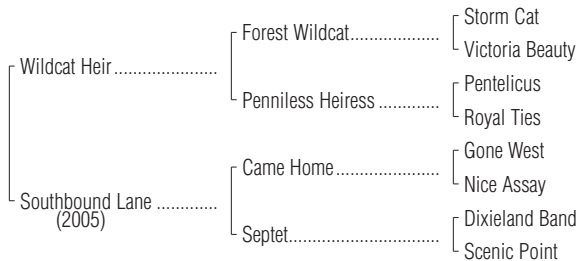 Storm Cat
Forest Wildcat
Victoria Beauty
Wildcat Heir
Pentelicus
Penniless Heiress
Royal Ties
Gone West
Came Home
Nice Assay
Southbound Lane
(2005)
Dixieland Band
Septet
Scenic Point